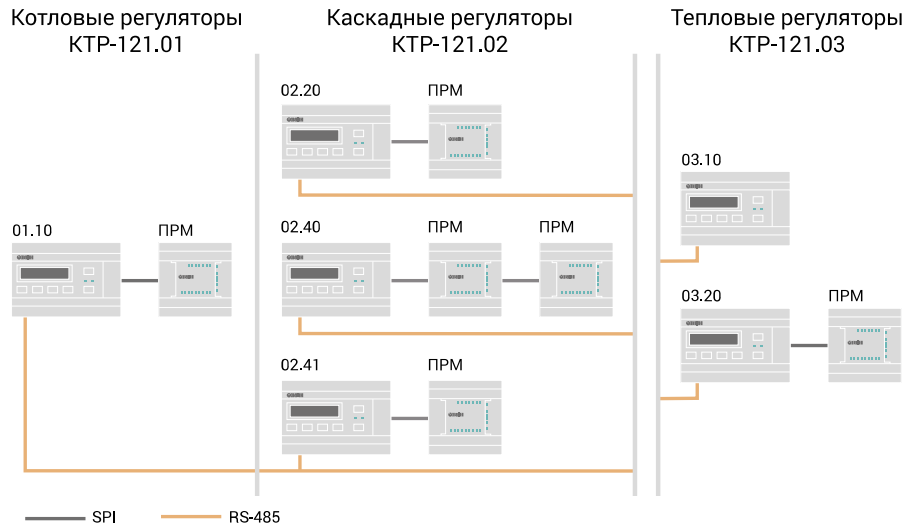 Котловые регуляторы
КТР-121.01
Каскадные регуляторы
КТР-121.02
Тепловые регуляторы
КТР-121.03
02.20 ПРМ
03.10
01.10 ПРМ
02.40 ПРМ ПРМ
03.20 ПРМ
02.41 ПРМ
SPI RS-485